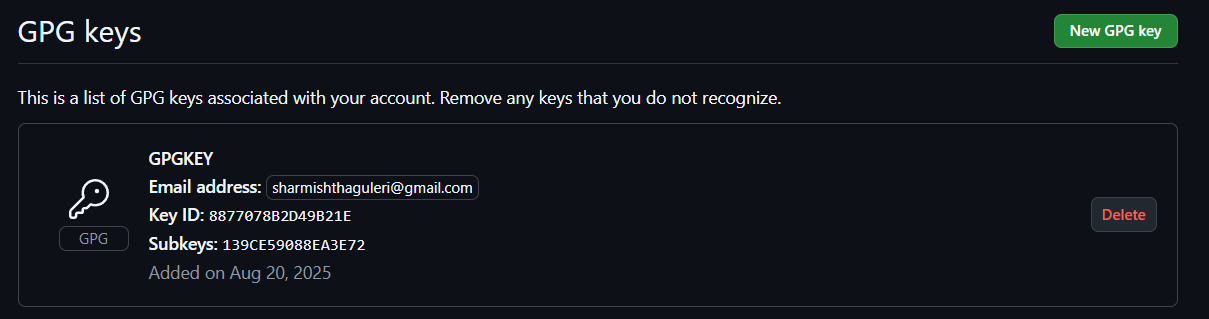 GPG keys
New GPG key
This is a list of GPG keys associated with your account. Remove any keys that you do not recognize.
GPGKEY
Email address: sharmishthaguleri@gmail.com
Key ID: 8877078B2D49B21E
GPG
Subkeys: 139CE59088EA3E72
Added on Aug 20, 2025
Delete